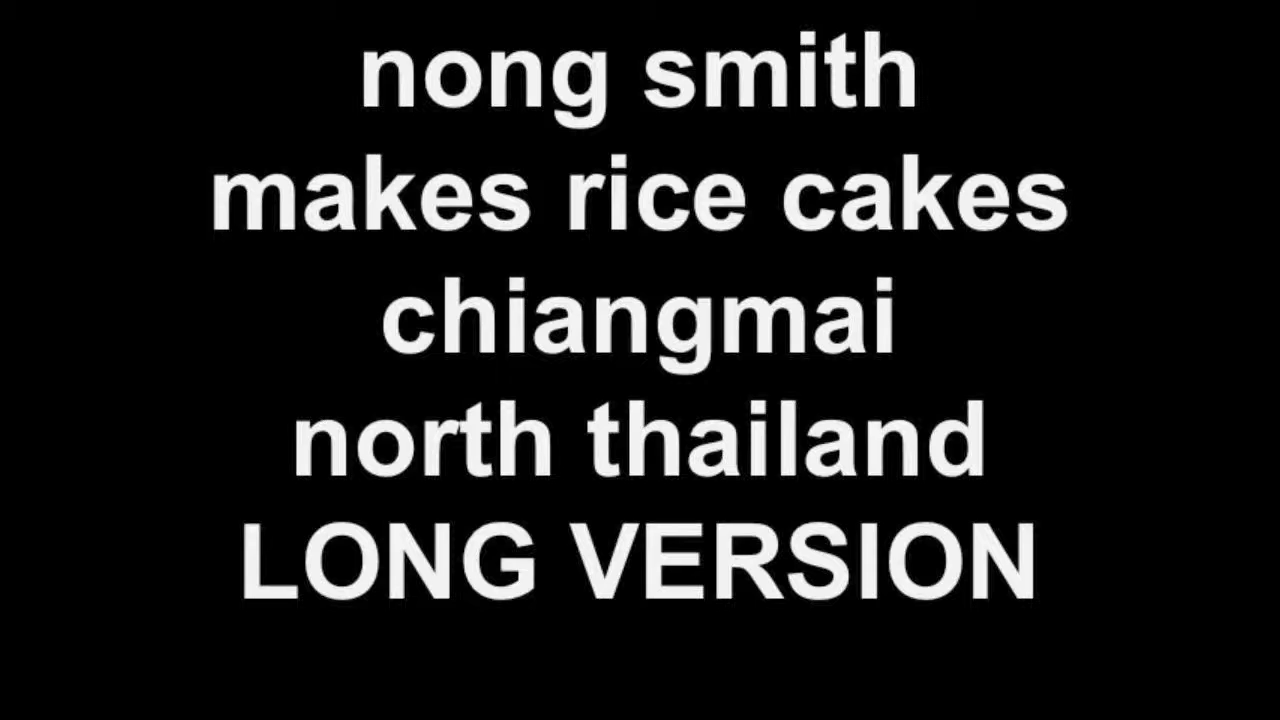 nong smith
makes rice cakes
chiangmai
north thailand
LONG VERSION